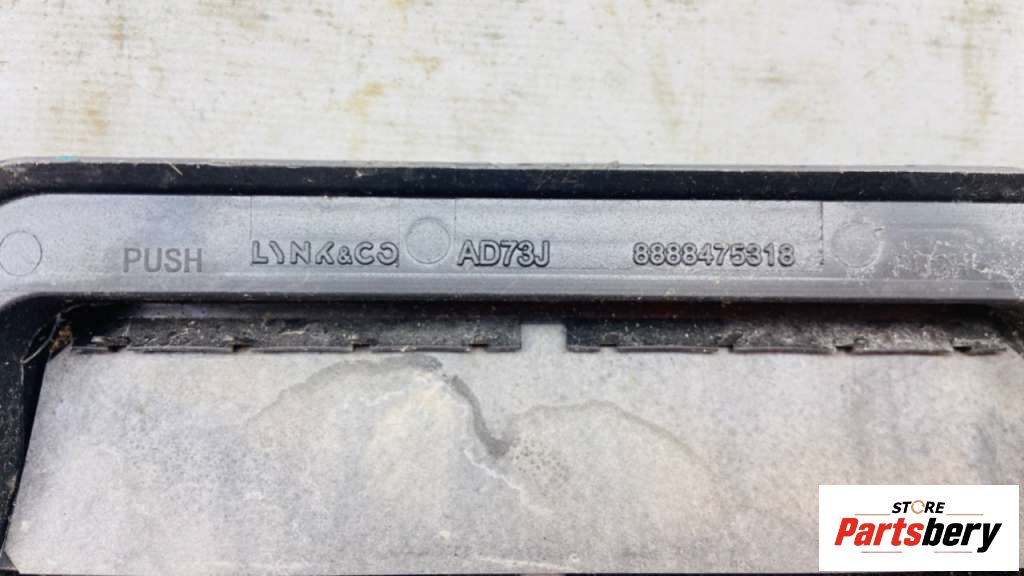 PUSH LYNK&CO AD73J 8888475318
STORE
Partsbery